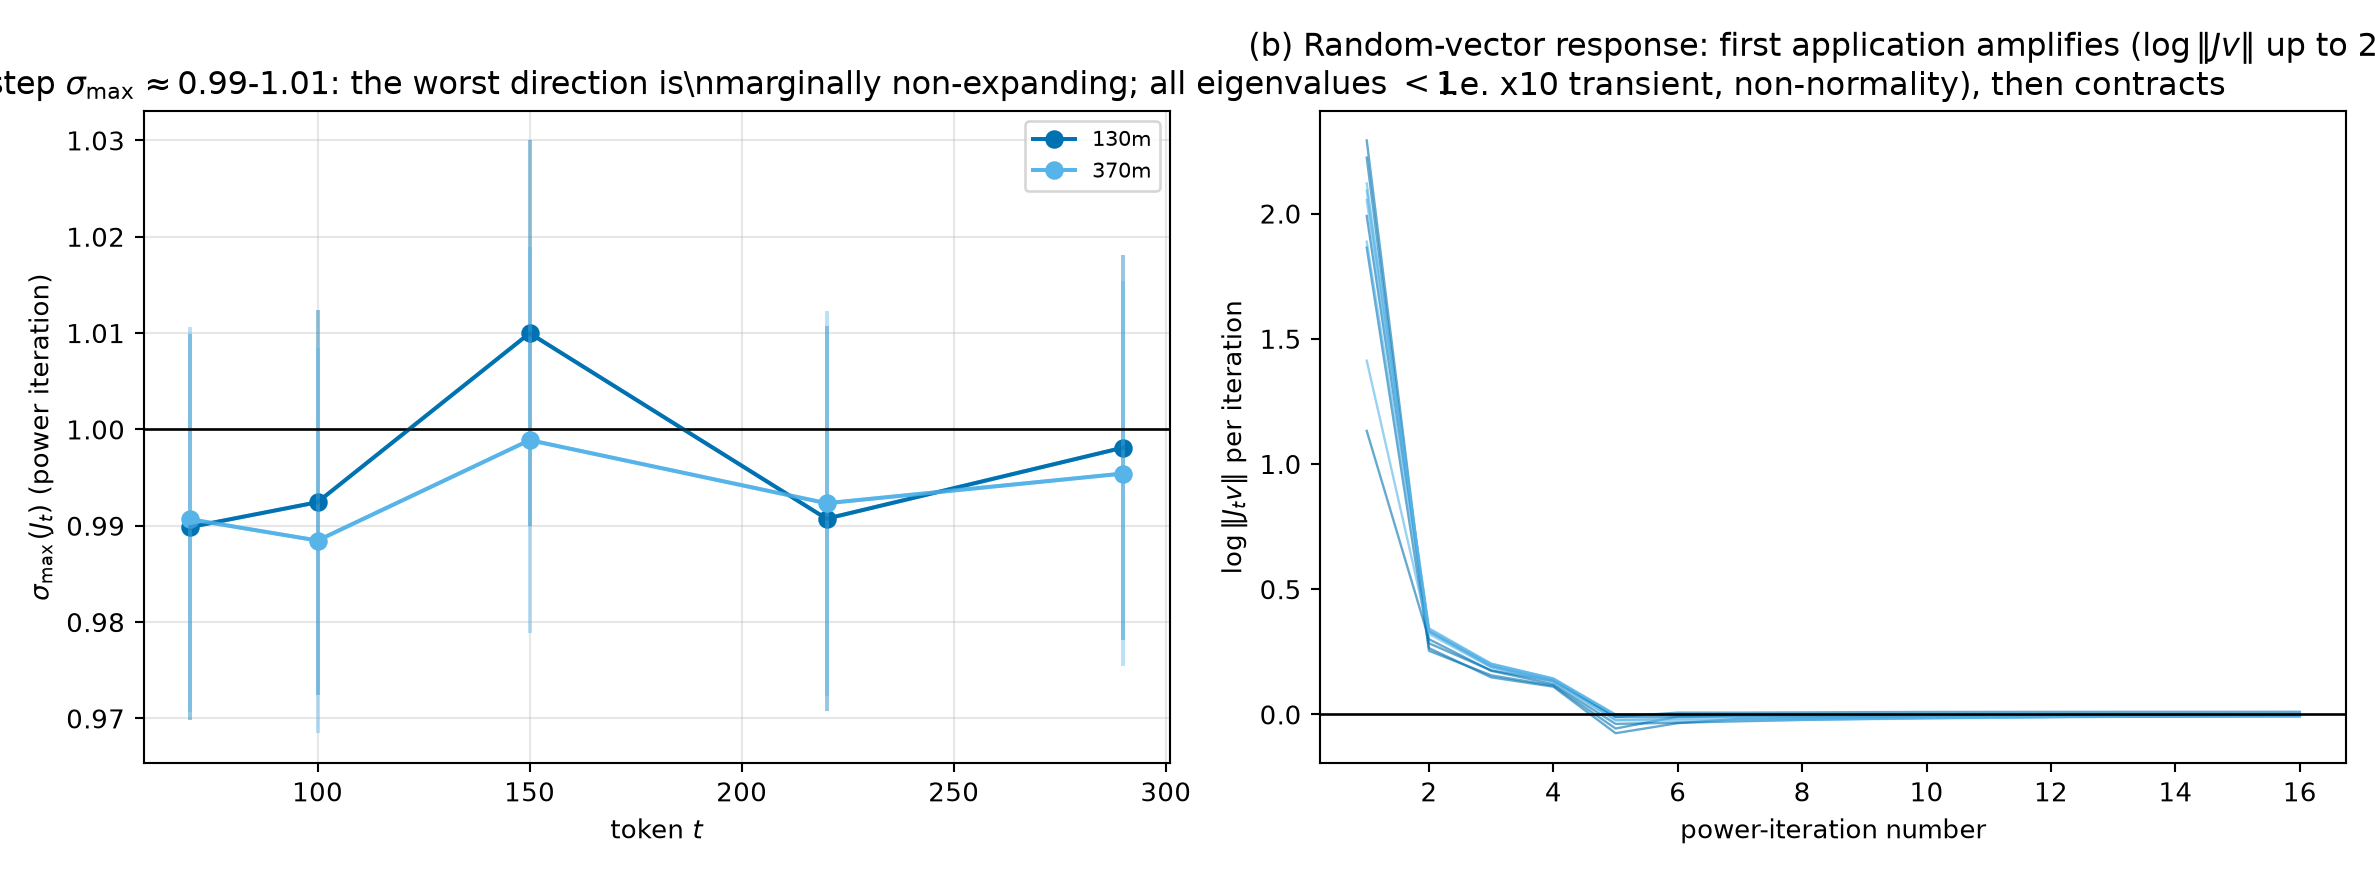 step σmax ≈ 0.99-1.01: the worst direction is\nmarginally non-expanding; all eigenvalues < 1
(b) Random-vector response: first application amplifies (log ‖Jv‖ up to 2
i.e. x10 transient, non-normality), then contracts
σmax(Jt) (power iteration)
1.03
1.02
1.01
1.00
0.99
0.98
0.97
130m
370m
100
150
200
250
300
token t
log ‖Jtv‖ per iteration
2.0
1.5
1.0
0.5
0.0
2
4
6
8
10
12
14
16
power-iteration number